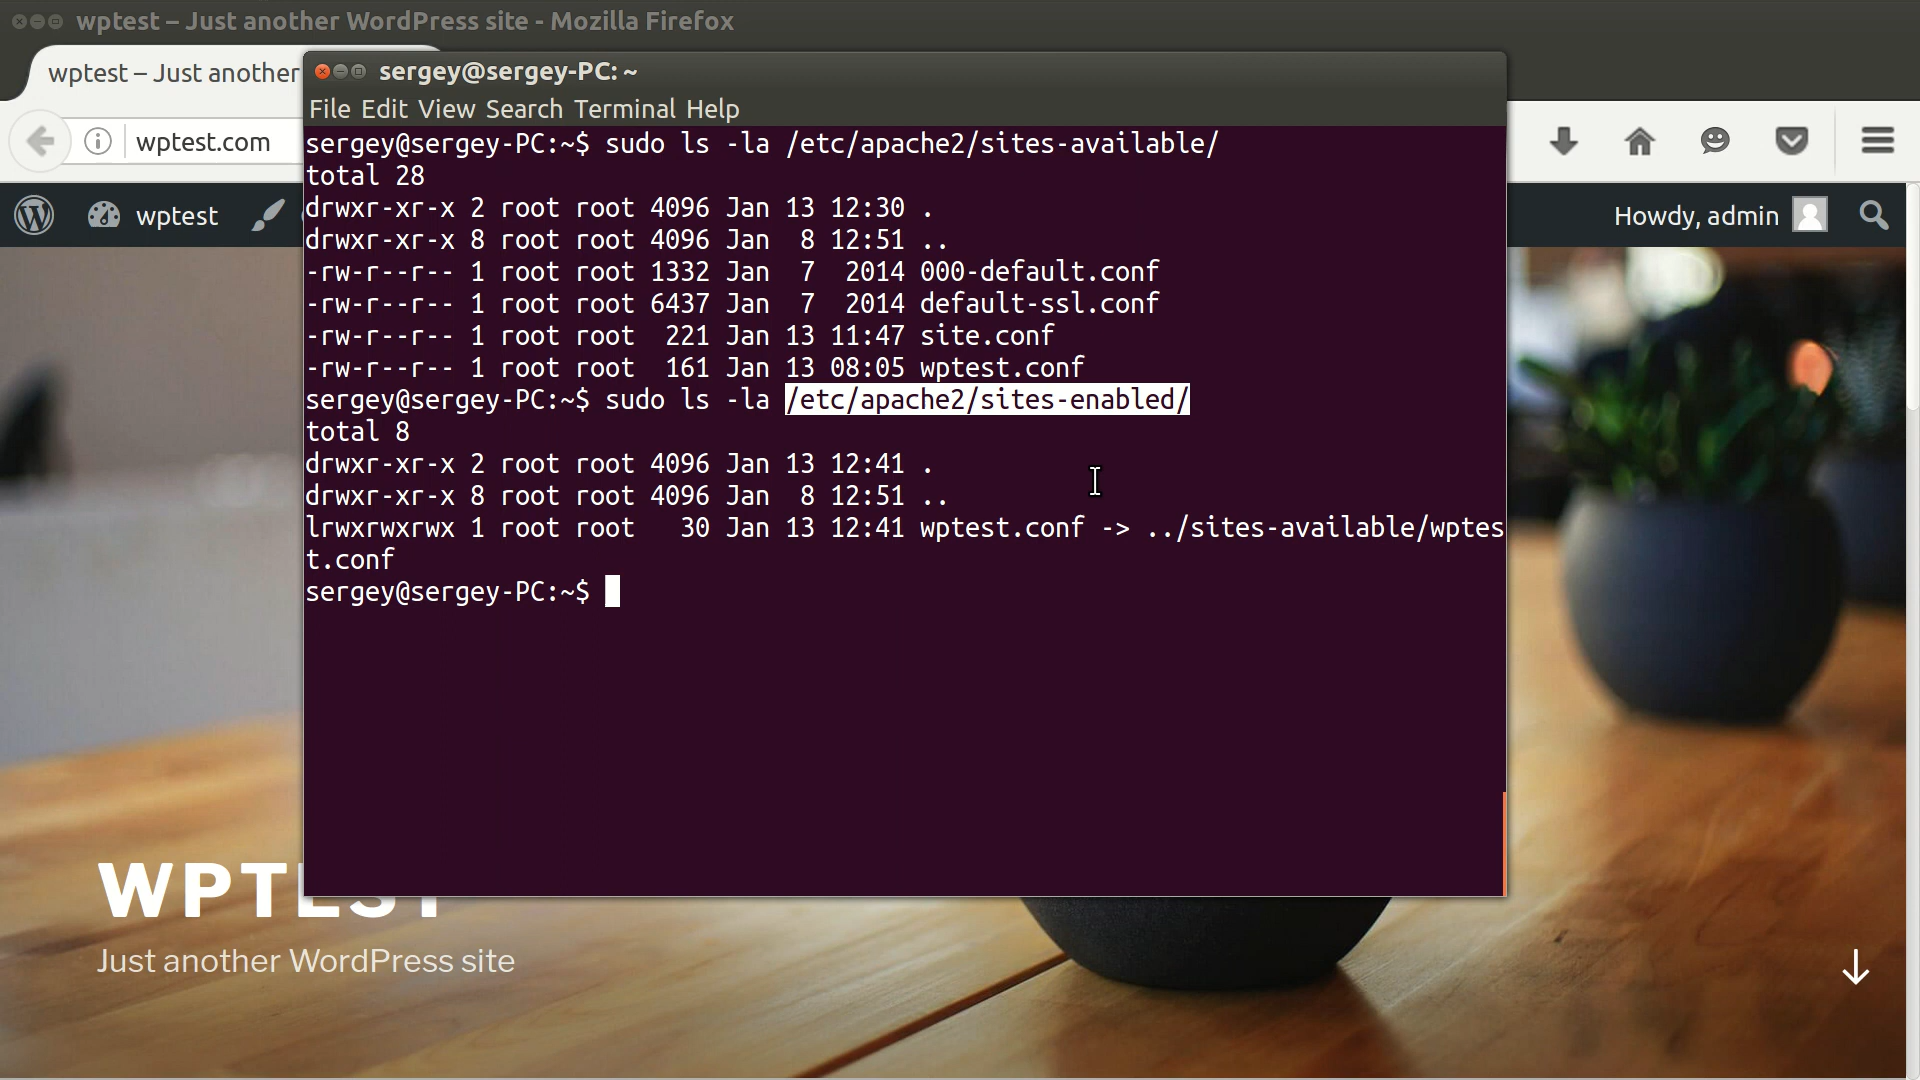 wptest – Just another WordPress site - Mozilla Firefox
wptest – Just another
sergey@sergey-PC: ~
File Edit View Search Terminal Help
wptest.com
wptest
Howdy, admin
sergey@sergey-PC:~$ sudo ls -la /etc/apache2/sites-available/
total 28
drwxr-xr-x 2 root root 4096 Jan 13 12:30 .
drwxr-xr-x 8 root root 4096 Jan  8 12:51 ..
-rw-r--r-- 1 root root 1332 Jan  7  2014 000-default.conf
-rw-r--r-- 1 root root 6437 Jan  7  2014 default-ssl.conf
-rw-r--r-- 1 root root  221 Jan 13 11:47 site.conf
-rw-r--r-- 1 root root  161 Jan 13 08:05 wptest.conf
sergey@sergey-PC:~$ sudo ls -la /etc/apache2/sites-enabled/
total 8
drwxr-xr-x 2 root root 4096 Jan 13 12:41 .
drwxr-xr-x 8 root root 4096 Jan  8 12:51 ..
lrwxrwxrwx 1 root root   30 Jan 13 12:41 wptest.conf -> ../sites-available/wptes
t.conf
sergey@sergey-PC:~$
WPTEST
Just another WordPress site